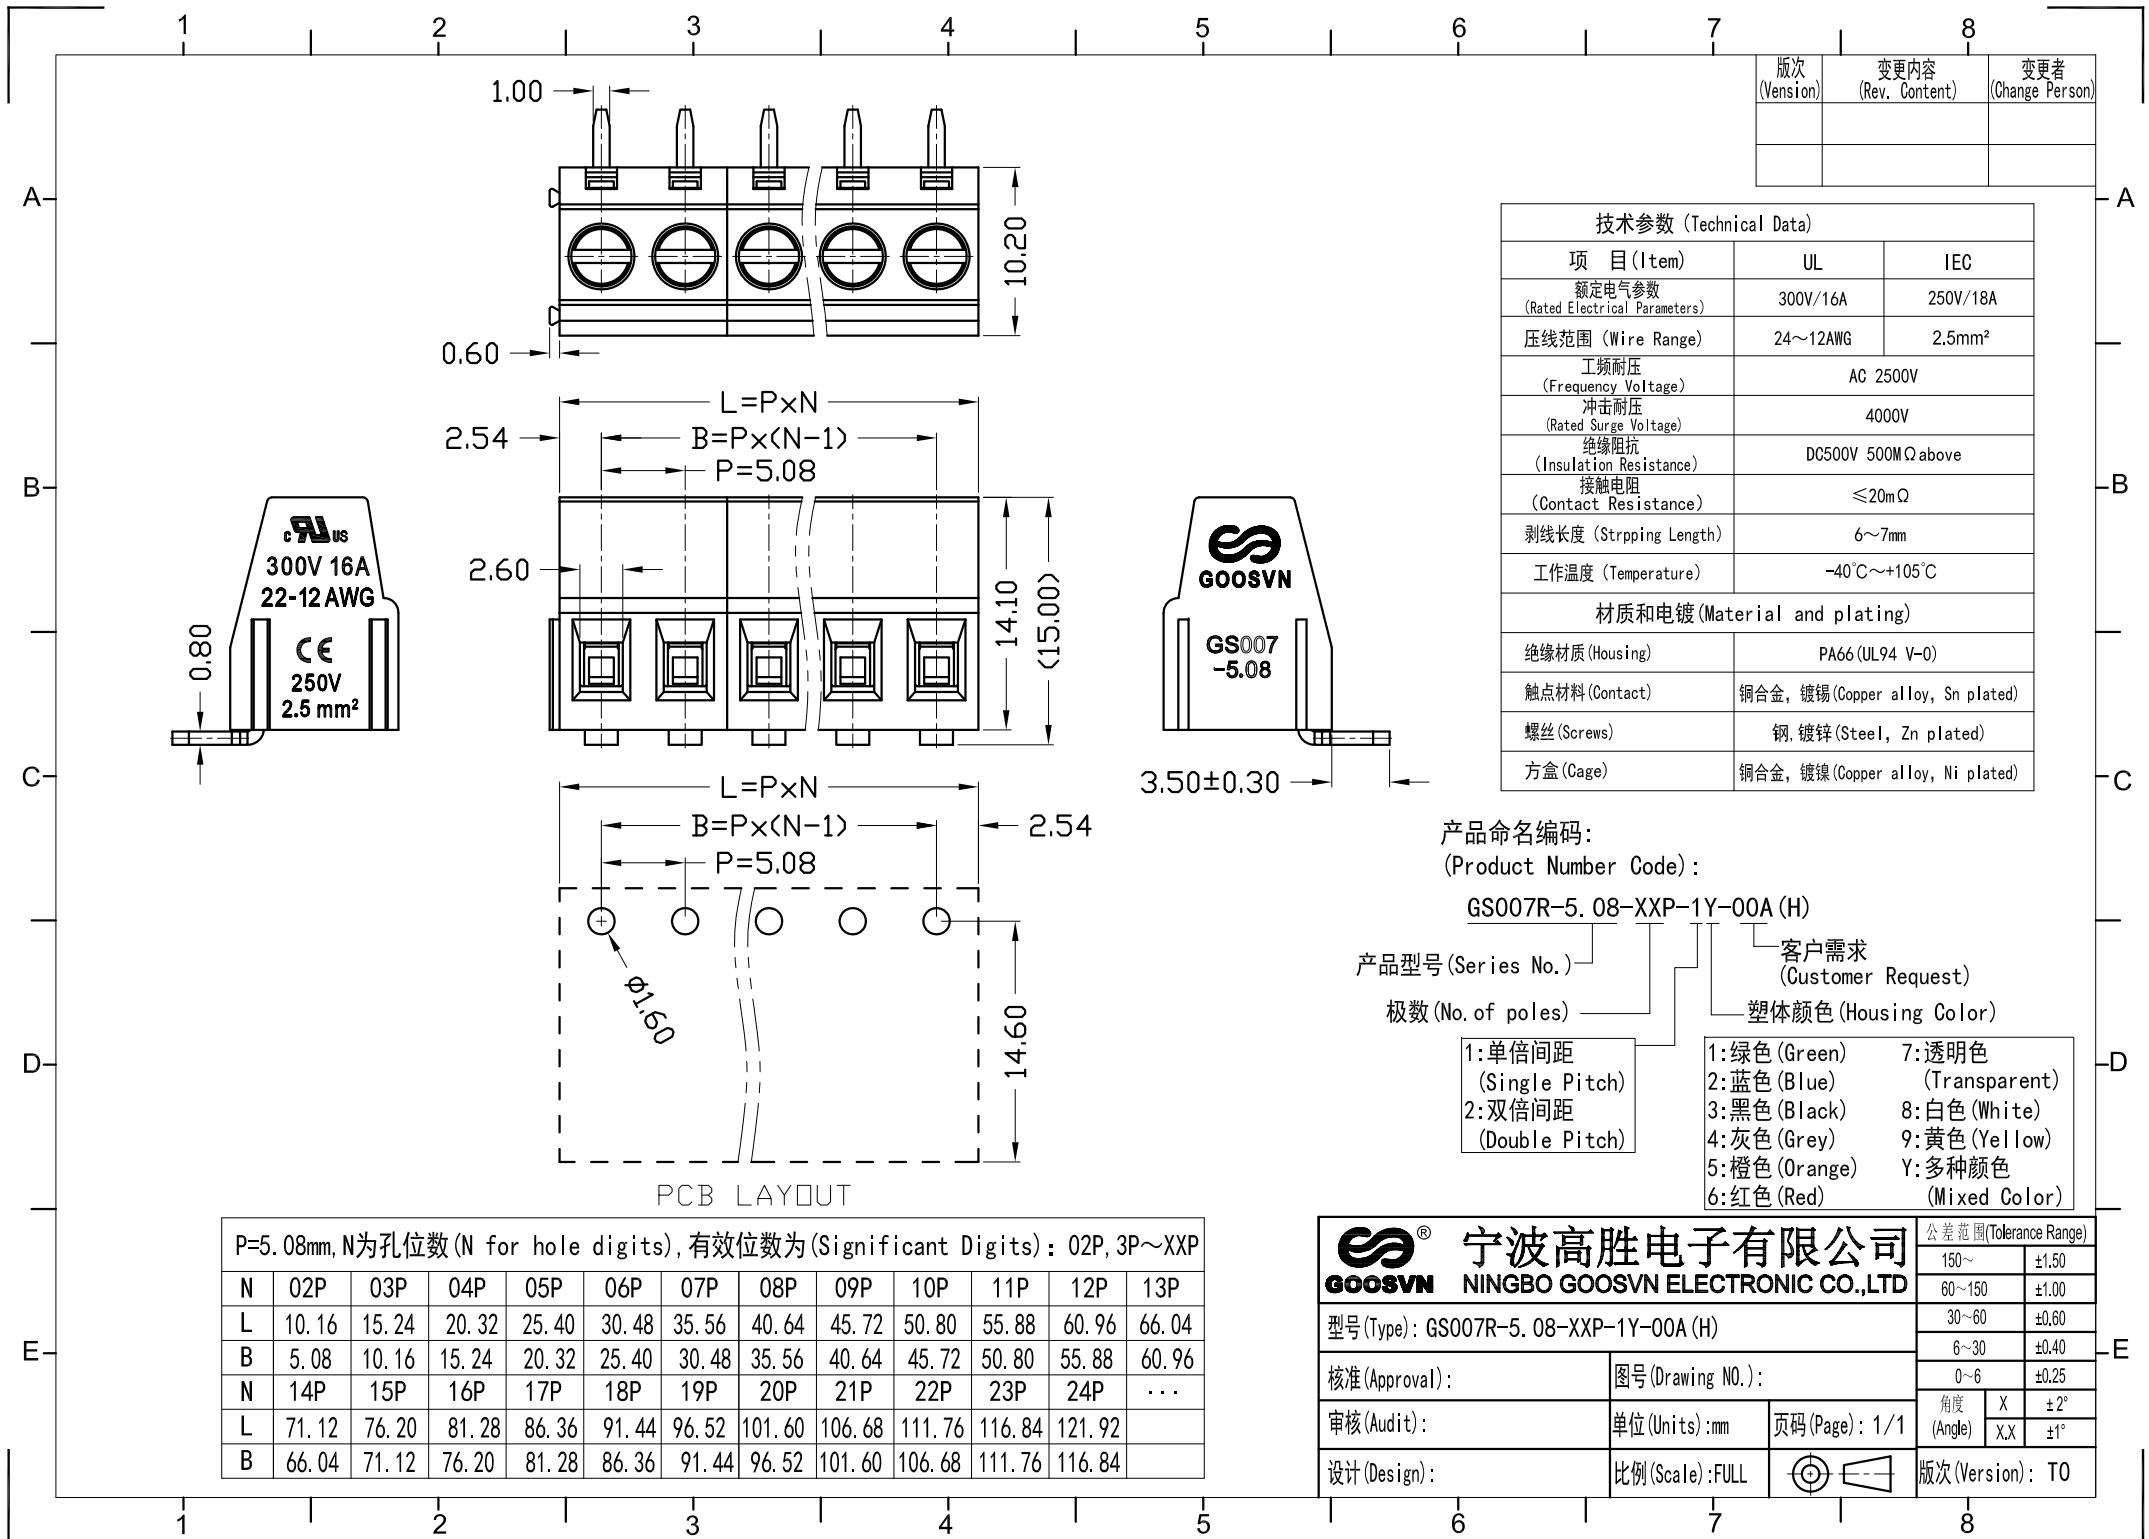 1 2 3 4 5 6 7 8
A
B
C
D
E
A
B
C
D
E
1 2 3 4 5 6 7 8
版次 变更内容 变更者
(Vension) (Rev. Content) (Change Person)
1.00
10.20
0.60
L=P×N
2.54
B=P×(N-1)
P=5.08
2.60
14.10
(15.00)
c RU US
300V 16A
22-12 AWG
CE
250V
2.5 mm²
0.80
GOOSVN
GS007
-5.08
3.50±0.30
L=P×N
B=P×(N-1)
2.54
P=5.08
Ø1.60
14.60
PCB LAYOUT
技术参数 (Technical Data)
项 目(Item) UL IEC
额定电气参数
(Rated Electrical Parameters) 300V/16A 250V/18A
压线范围 (Wire Range) 24～12AWG 2.5mm²
工频耐压
(Frequency Voltage) AC 2500V
冲击耐压
(Rated Surge Voltage) 4000V
绝缘阻抗
(Insulation Resistance) DC500V 500MΩabove
接触电阻
(Contact Resistance) ≤20mΩ
剥线长度 (Strpping Length) 6～7mm
工作温度 (Temperature) -40℃～+105℃
材质和电镀(Material and plating)
绝缘材质(Housing) PA66(UL94 V-0)
触点材料(Contact) 铜合金, 镀锡(Copper alloy, Sn plated)
螺丝(Screws) 钢, 镀锌(Steel, Zn plated)
方盒(Cage) 铜合金, 镀镍(Copper alloy, Ni plated)
产品命名编码:
(Product Number Code):
GS007R-5.08-XXP-1Y-00A(H)
产品型号(Series No.)
客户需求
(Customer Request)
极数(No.of poles)
塑体颜色(Housing Color)
1:单倍间距
(Single Pitch)
2:双倍间距
(Double Pitch)
1:绿色(Green) 7:透明色
2:蓝色(Blue) (Transparent)
3:黑色(Black) 8:白色(White)
4:灰色(Grey) 9:黄色(Yellow)
5:橙色(Orange) Y:多种颜色
6:红色(Red) (Mixed Color)
P=5.08mm, N为孔位数(N for hole digits), 有效位数为(Significant Digits): 02P, 3P～XXP
N 02P 03P 04P 05P 06P 07P 08P 09P 10P 11P 12P 13P
L 10.16 15.24 20.32 25.40 30.48 35.56 40.64 45.72 50.80 55.88 60.96 66.04
B 5.08 10.16 15.24 20.32 25.40 30.48 35.56 40.64 45.72 50.80 55.88 60.96
N 14P 15P 16P 17P 18P 19P 20P 21P 22P 23P 24P ···
L 71.12 76.20 81.28 86.36 91.44 96.52 101.60 106.68 111.76 116.84 121.92
B 66.04 71.12 76.20 81.28 86.36 91.44 96.52 101.60 106.68 111.76 116.84
GOOSVN ® 宁波高胜电子有限公司
NINGBO GOOSVN ELECTRONIC CO.,LTD
型号(Type): GS007R-5.08-XXP-1Y-00A(H)
核准(Approval): 图号(Drawing NO.):
审核(Audit): 单位(Units):mm 页码(Page): 1/1
设计(Design): 比例(Scale):FULL
公差范围(Tolerance Range)
150～ ±1.50
60～150 ±1.00
30～60 ±0.60
6～30 ±0.40
0～6 ±0.25
角度 X ±2°
(Angle) X.X ±1°
版次(Version): T0